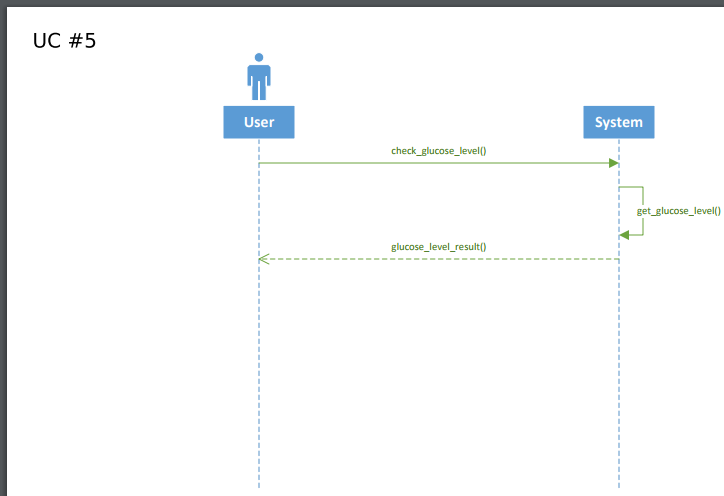 UC #5
User
System
check_glucose_level()
get_glucose_level()
glucose_level_result()